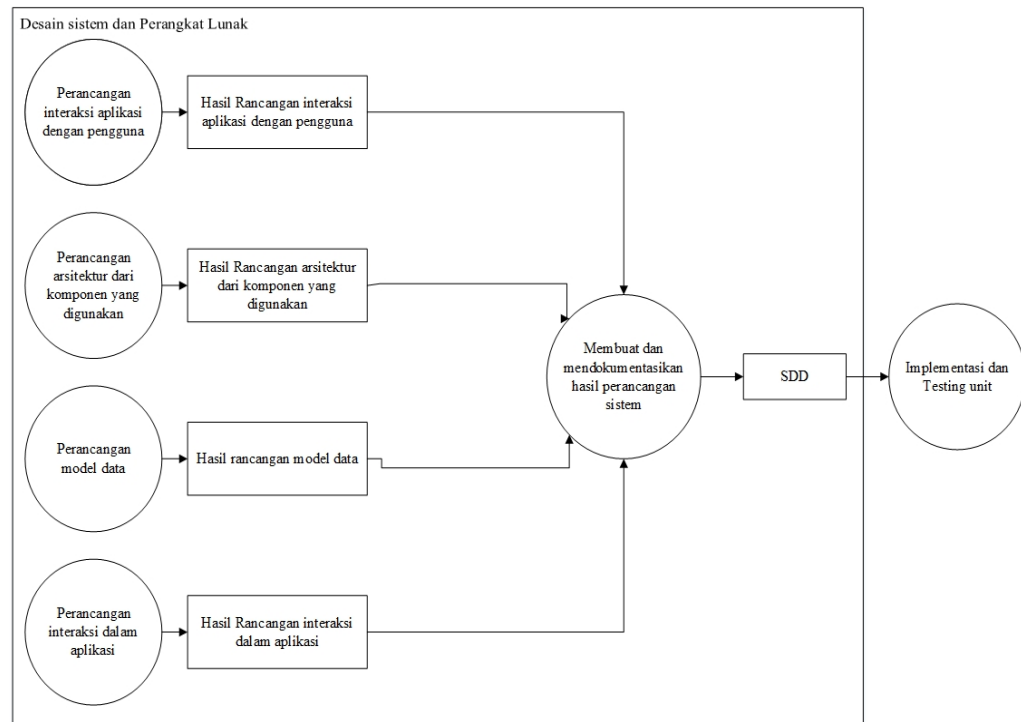 Desain sistem dan Perangkat Lunak
Perancangan
interaksi aplikasi
dengan pengguna
Hasil Rancangan interaksi
aplikasi dengan pengguna
Perancangan
arsitektur dari
komponen yang
digunakan
Hasil Rancangan arsitektur
dari komponen yang
digunakan
Membuat dan
mendokumentasikan
hasil perancangan
sistem
SDD
Implementasi dan
Testing unit
Perancangan
model data
Hasil rancangan model data
Perancangan
interaksi dalam
aplikasi
Hasil Rancangan interaksi
dalam aplikasi